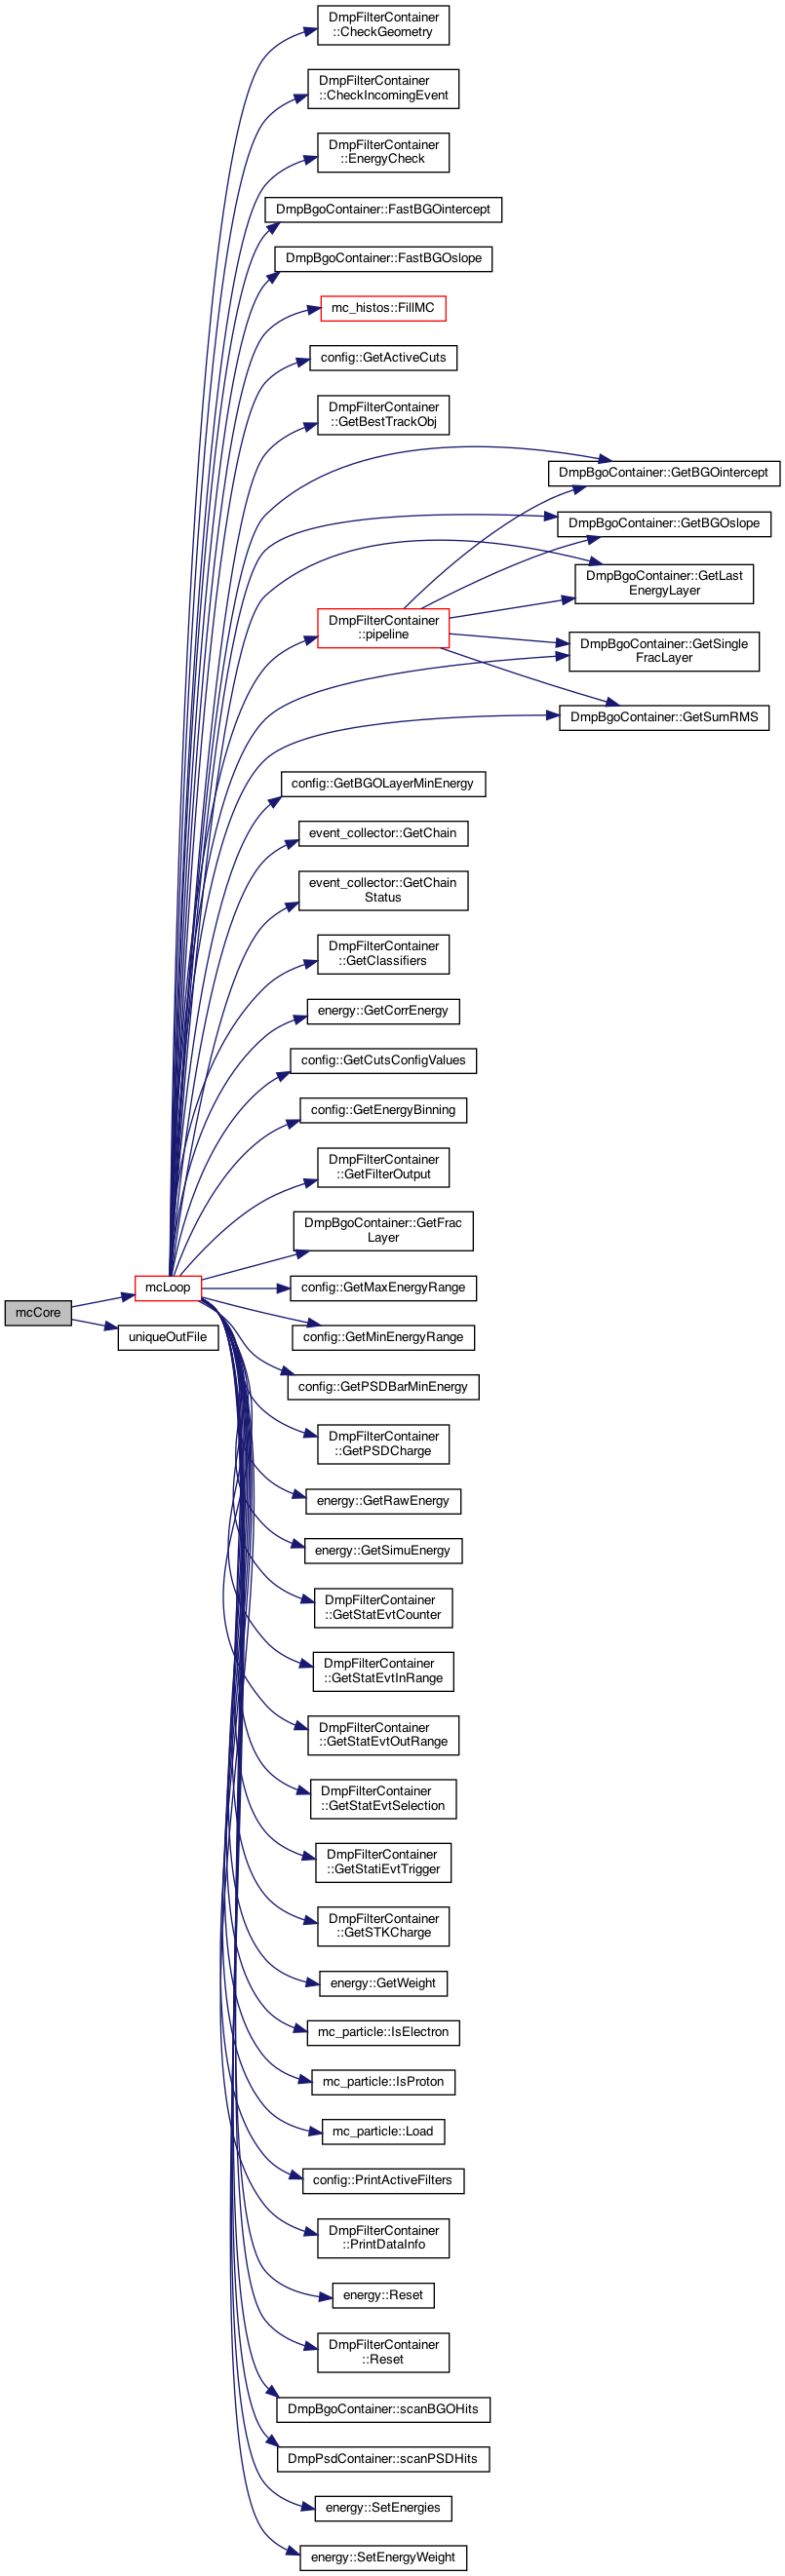 DmpFilterContainer
::CheckGeometry
DmpFilterContainer
::CheckIncomingEvent
DmpFilterContainer
::EnergyCheck
DmpBgoContainer::FastBGOintercept
DmpBgoContainer::FastBGOslope
mc_histos::FillMC
config::GetActiveCuts
DmpFilterContainer
::GetBestTrackObj
DmpBgoContainer::GetBGOintercept
DmpBgoContainer::GetBGOslope
DmpBgoContainer::GetLast
EnergyLayer
DmpFilterContainer
::pipeline
DmpBgoContainer::GetSingle
FracLayer
DmpBgoContainer::GetSumRMS
config::GetBGOLayerMinEnergy
event_collector::GetChain
event_collector::GetChain
Status
DmpFilterContainer
::GetClassifiers
energy::GetCorrEnergy
config::GetCutsConfigValues
config::GetEnergyBinning
DmpFilterContainer
::GetFilterOutput
DmpBgoContainer::GetFrac
Layer
mcLoop
config::GetMaxEnergyRange
mcCore
uniqueOutFile
config::GetMinEnergyRange
config::GetPSDBarMinEnergy
DmpFilterContainer
::GetPSDCharge
energy::GetRawEnergy
energy::GetSimuEnergy
DmpFilterContainer
::GetStatEvtCounter
DmpFilterContainer
::GetStatEvtInRange
DmpFilterContainer
::GetStatEvtOutRange
DmpFilterContainer
::GetStatEvtSelection
DmpFilterContainer
::GetStatiEvtTrigger
DmpFilterContainer
::GetSTKCharge
energy::GetWeight
mc_particle::IsElectron
mc_particle::IsProton
mc_particle::Load
config::PrintActiveFilters
DmpFilterContainer
::PrintDataInfo
energy::Reset
DmpFilterContainer
::Reset
DmpBgoContainer::scanBGOHits
DmpPsdContainer::scanPSDHits
energy::SetEnergies
energy::SetEnergyWeight